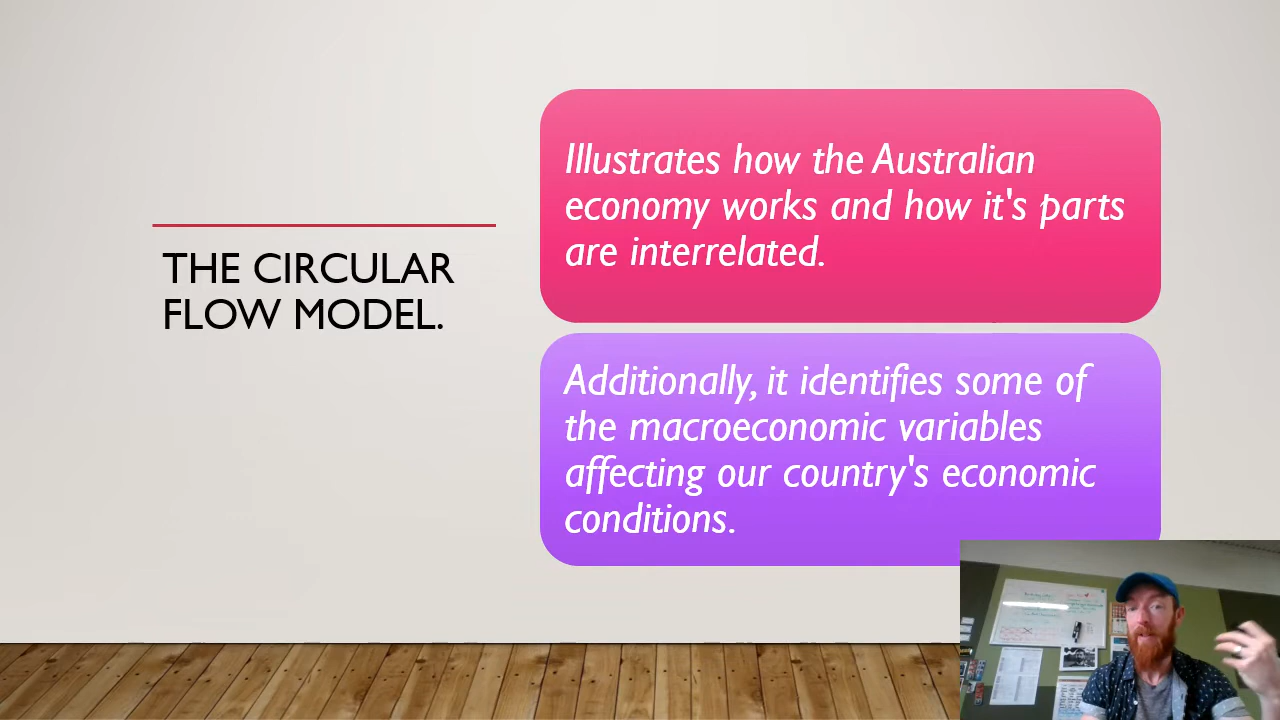 THE CIRCULAR
FLOW MODEL.
Illustrates how the Australian
economy works and how it's parts
are interrelated.
Additionally, it identifies some of
the macroeconomic variables
affecting our country's economic
conditions.